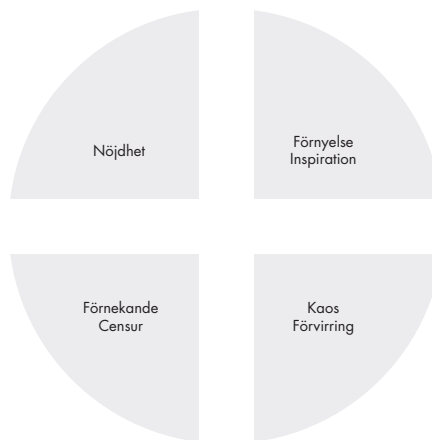 Nöjdhet
Förnyelse
Inspiration
Förnekande
Censur
Kaos
Förvirring